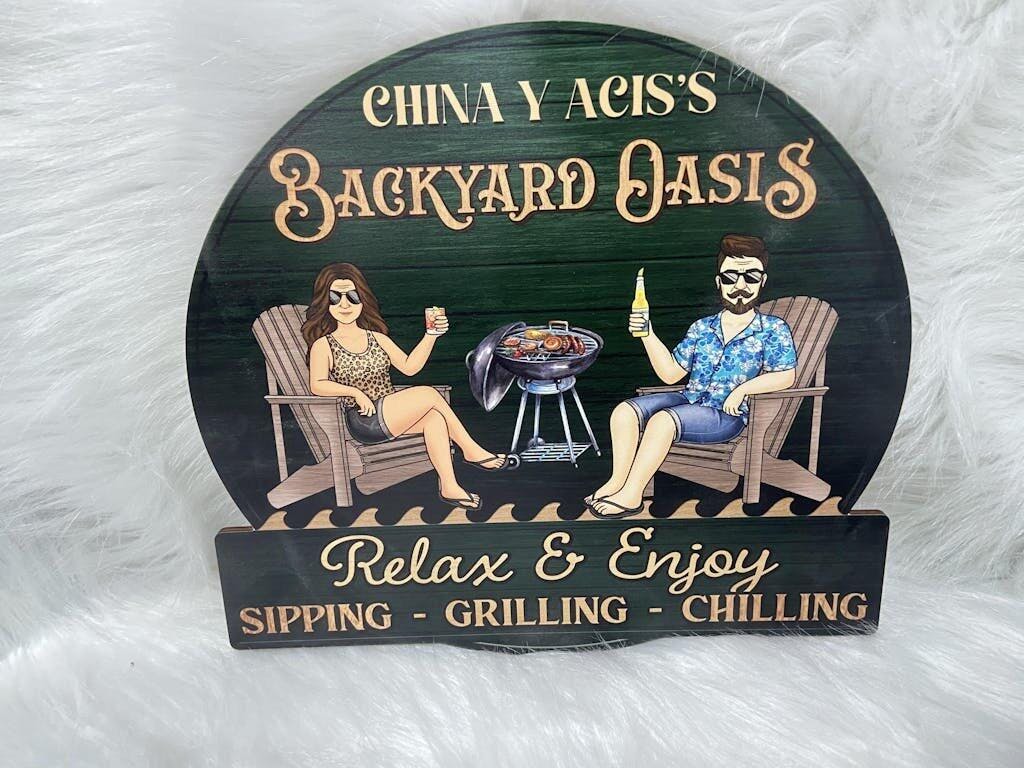 CHINA Y ACIS'S
BACKYARD OASIS
Relax & Enjoy
SIPPING - GRILLING - CHILLING